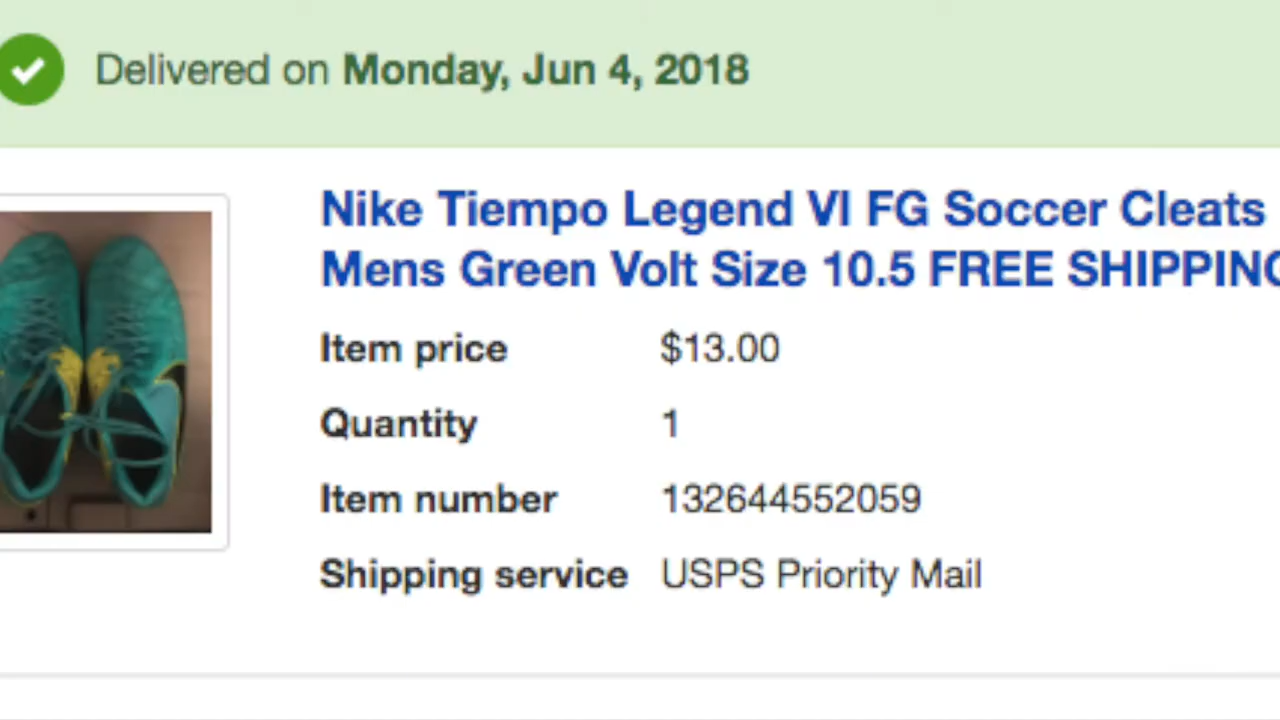 Delivered on Monday, Jun 4, 2018
Nike Tiempo Legend VI FG Soccer Cleats
Mens Green Volt Size 10.5 FREE SHIPPING
Item price $13.00
Quantity 1
Item number 132644552059
Shipping service USPS Priority Mail